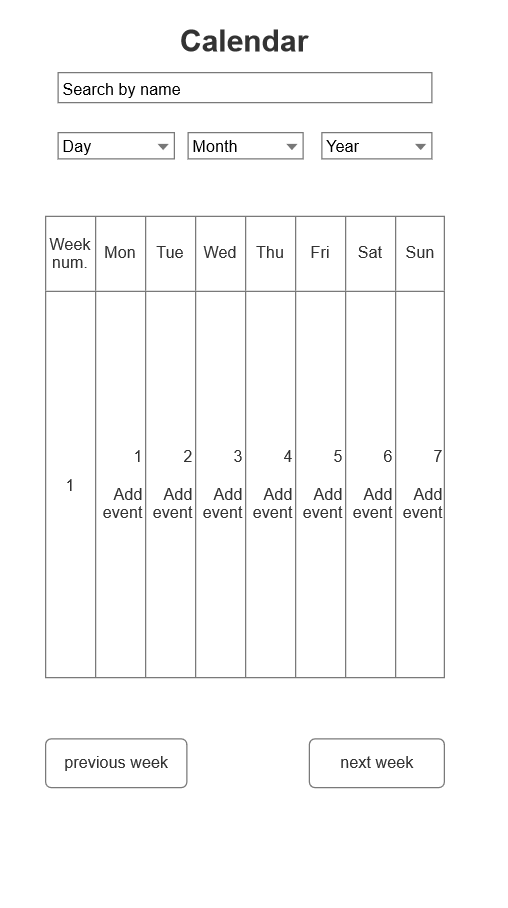 Calendar
Search by name
Day Month Year
Week num. Mon Tue Wed Thu Fri Sat Sun
1 2 3 4 5 6 7
1
Add event Add event Add event Add event Add event Add event Add event
previous week next week